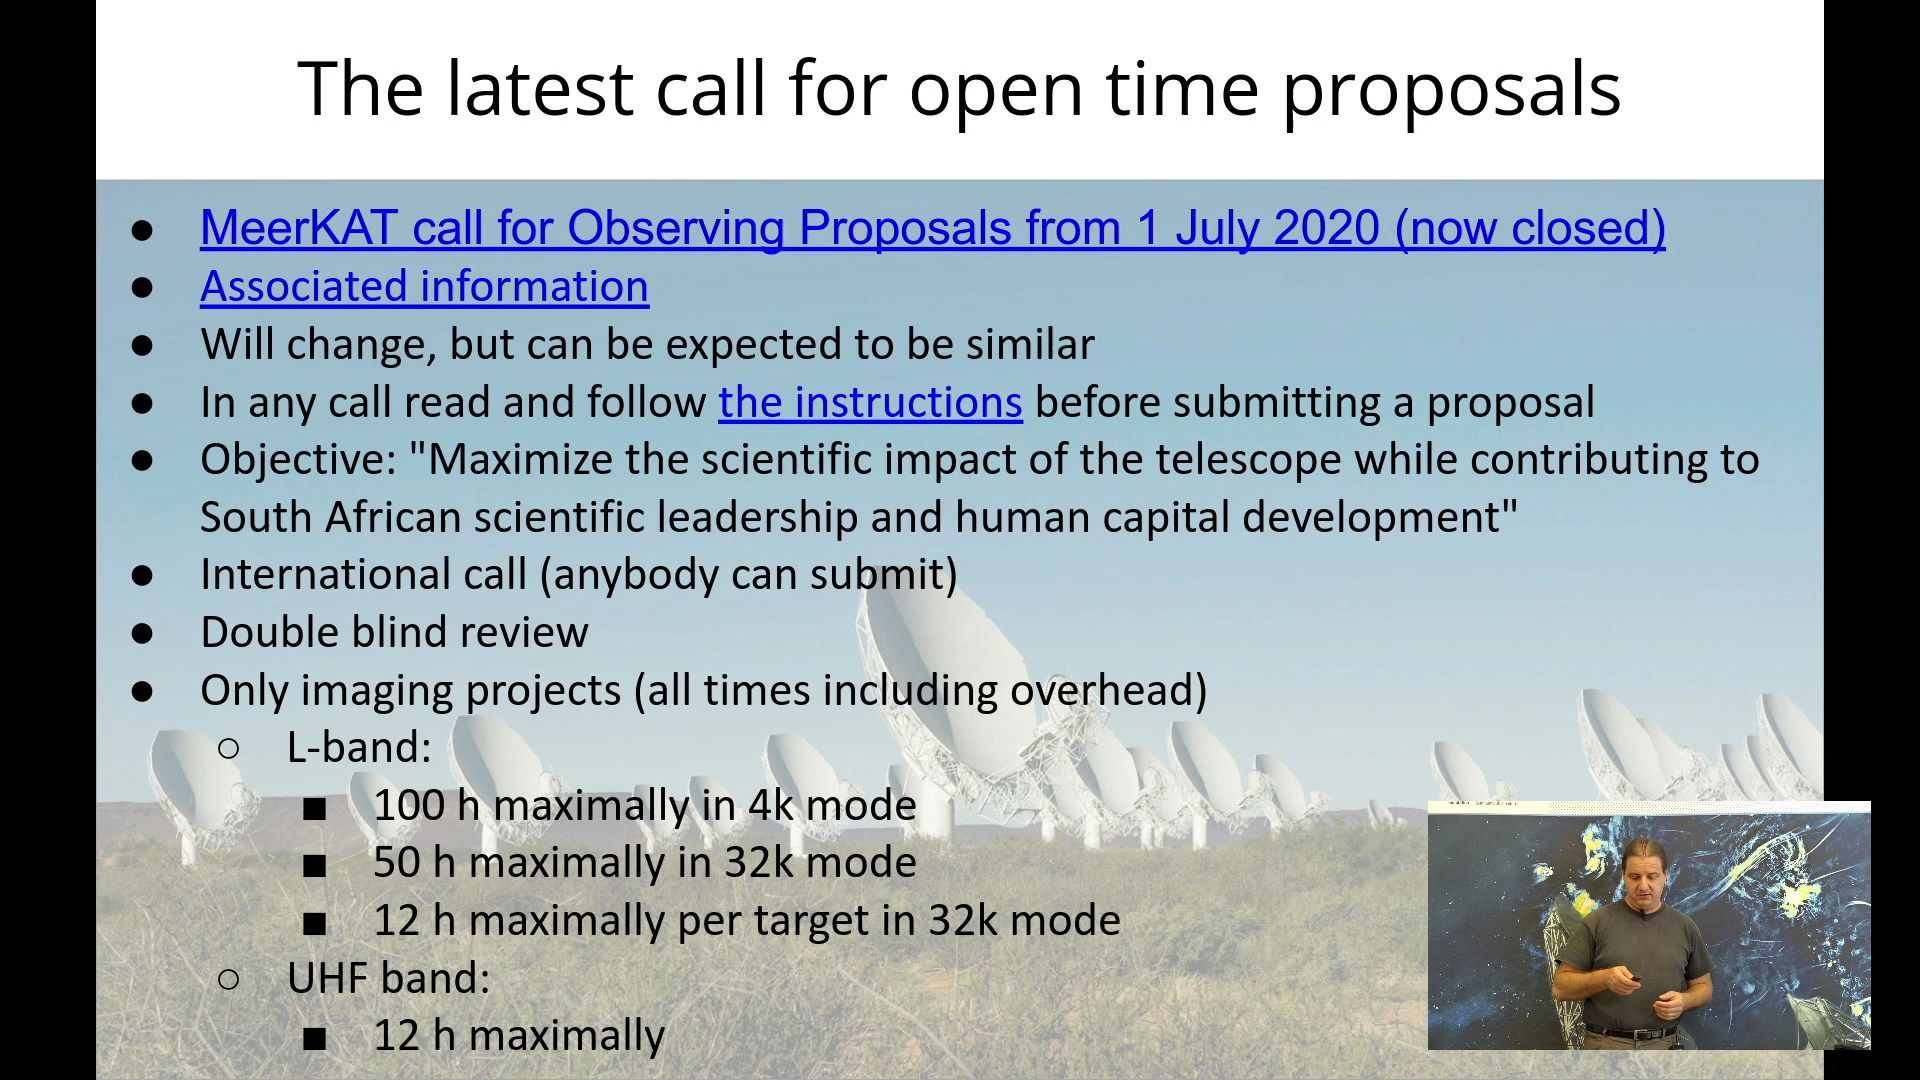 The latest call for open time proposals
● MeerKAT call for Observing Proposals from 1 July 2020 (now closed)
● Associated information
● Will change, but can be expected to be similar
● In any call read and follow the instructions before submitting a proposal
● Objective: "Maximize the scientific impact of the telescope while contributing to
South African scientific leadership and human capital development"
● International call (anybody can submit)
● Double blind review
● Only imaging projects (all times including overhead)
○ L-band:
■ 100 h maximally in 4k mode
■ 50 h maximally in 32k mode
■ 12 h maximally per target in 32k mode
○ UHF band:
■ 12 h maximally